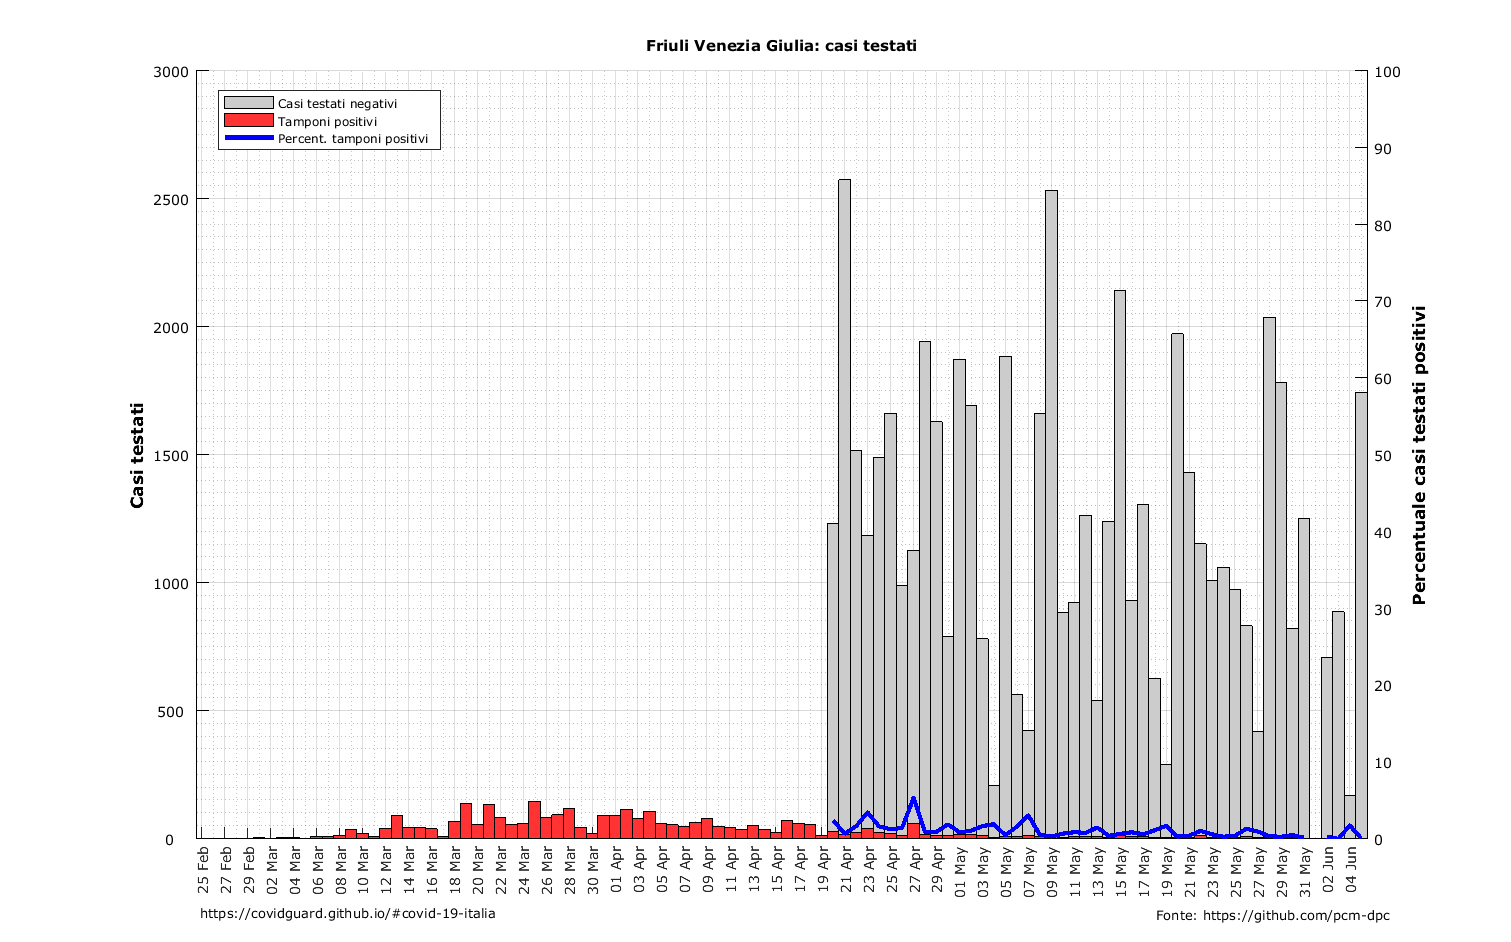 Friuli Venezia Giulia: casi testati
Casi testati negativi
Tamponi positivi
Percent. tamponi positivi
Casi testati
3000
2500
2000
1500
1000
500
0
100
90
80
70
60
50
40
30
20
10
0
Percentuale casi testati positivi
25 Feb
27 Feb
29 Feb
02 Mar
04 Mar
06 Mar
08 Mar
10 Mar
12 Mar
14 Mar
16 Mar
18 Mar
20 Mar
22 Mar
24 Mar
26 Mar
28 Mar
30 Mar
01 Apr
03 Apr
05 Apr
07 Apr
09 Apr
11 Apr
13 Apr
15 Apr
17 Apr
19 Apr
21 Apr
23 Apr
25 Apr
27 Apr
29 Apr
01 May
03 May
05 May
07 May
09 May
11 May
13 May
15 May
17 May
19 May
21 May
23 May
25 May
27 May
29 May
31 May
02 Jun
04 Jun
https://covidguard.github.io/#covid-19-italia
Fonte: https://github.com/pcm-dpc